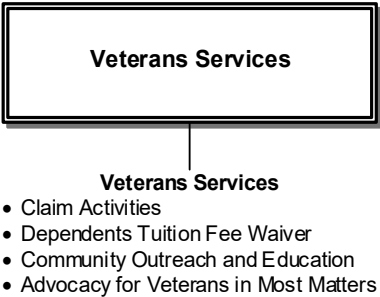 Veterans Services
Veterans Services
• Claim Activities
• Dependents Tuition Fee Waiver
• Community Outreach and Education
• Advocacy for Veterans in Most Matters